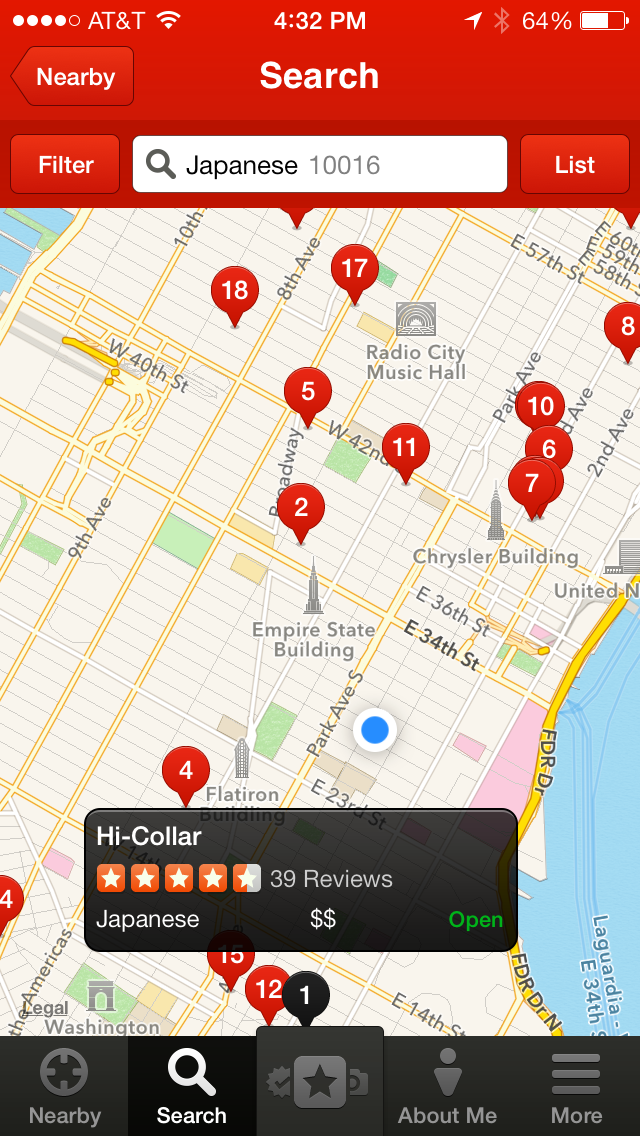 AT&T 4:32 PM 64%
Nearby Search
Filter Japanese 10016 List
10th
8th Ave
E 57th St
E 60th
E 59th
E 58th St
17
18
8
Radio City
Music Hall
W 40th St
5
Park Ave
10
d Ave
2nd Ave
W 42nd
11
6
7
Broadway
2
9th Ave
Chrysler Building
United N
E 36th St
Empire State
Building
E 34th St
Park Ave S
FDR Dr
4
Flatiron
Building
E 23rd St
Hi-Collar
39 Reviews
Japanese $$ Open
W 14th
4
15
12
1
the Americas
Legal
Washington
E 14th St
FDR Dr N
Laguardia -
E 34th S
Nearby Search About Me More